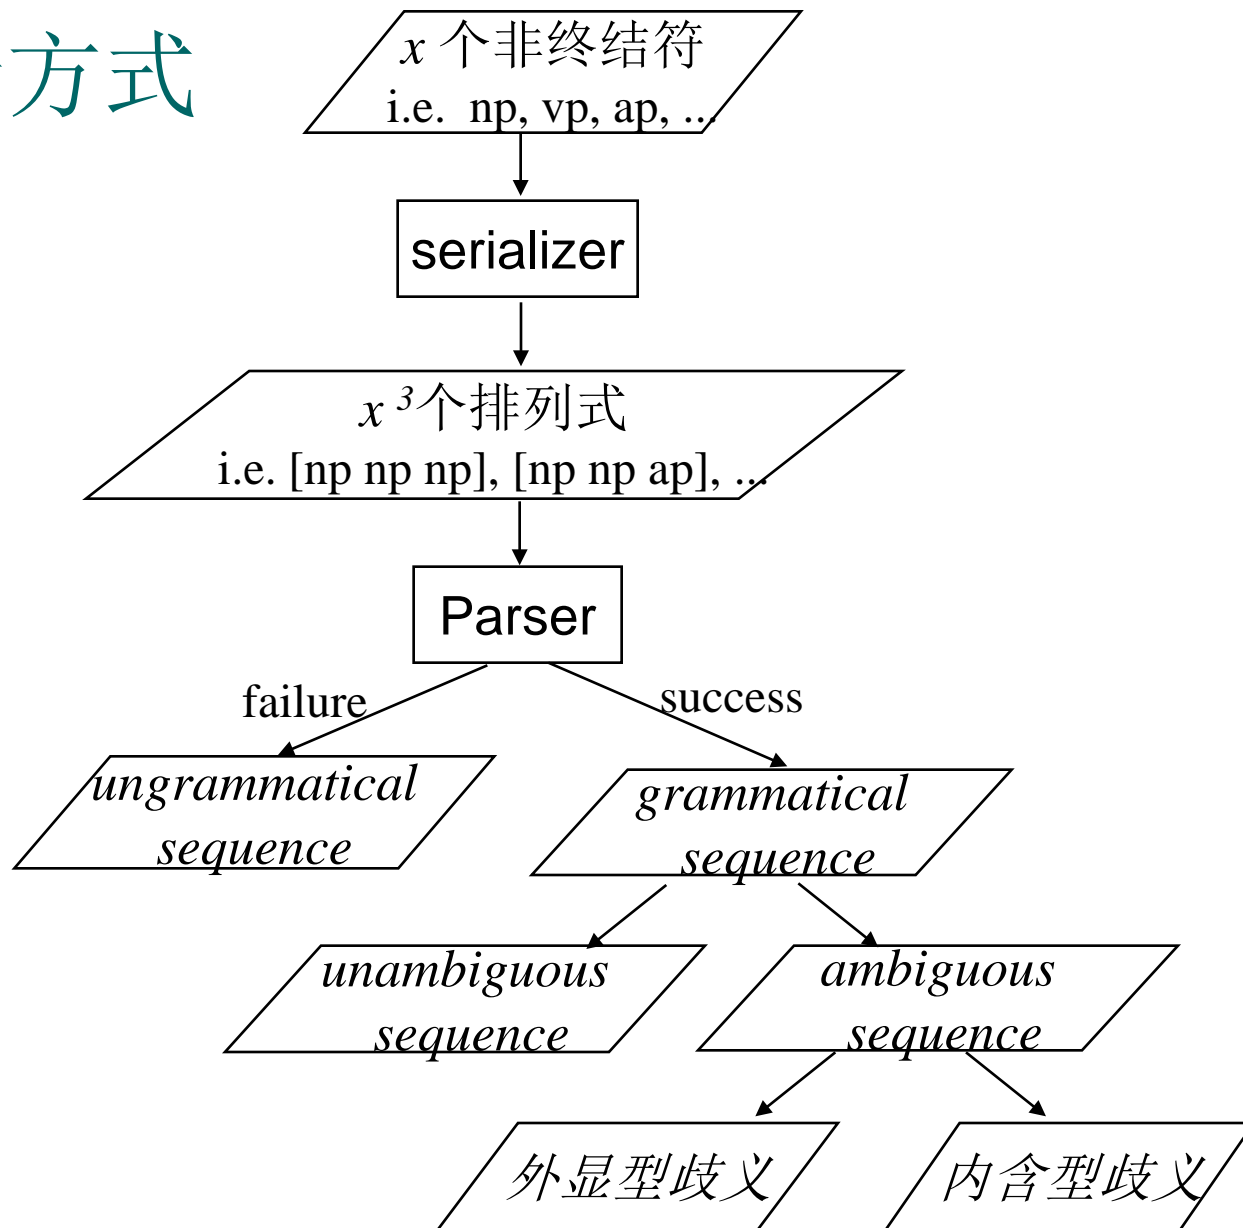 方式
x 个非终结符
i.e. np, vp, ap, ...
serializer
x 3个排列式
i.e. [np np np], [np np ap], ...
Parser
failure
success
ungrammatical
sequence
grammatical
sequence
unambiguous
sequence
ambiguous
sequence
外显型歧义
内含型歧义